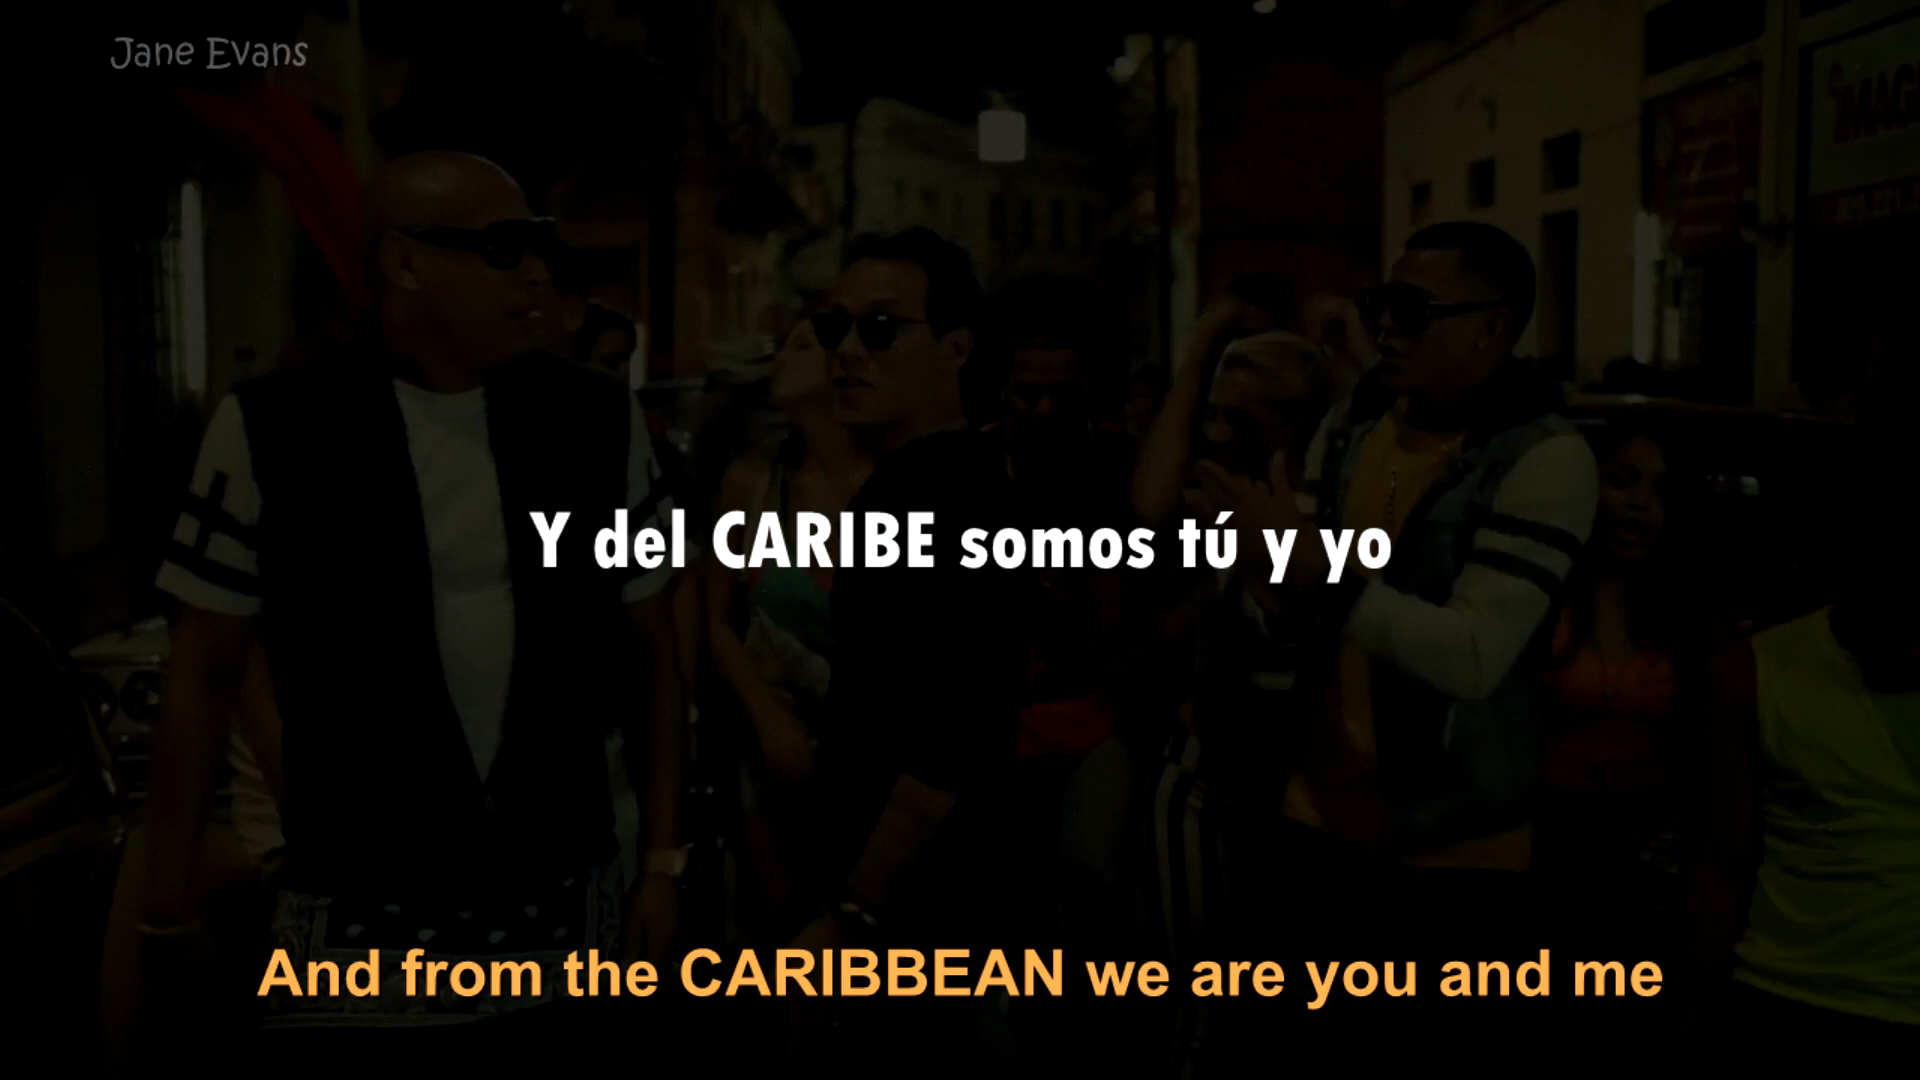 Jane Evans
Y del CARIBE somos tú y yo
And from the CARIBBEAN we are you and me